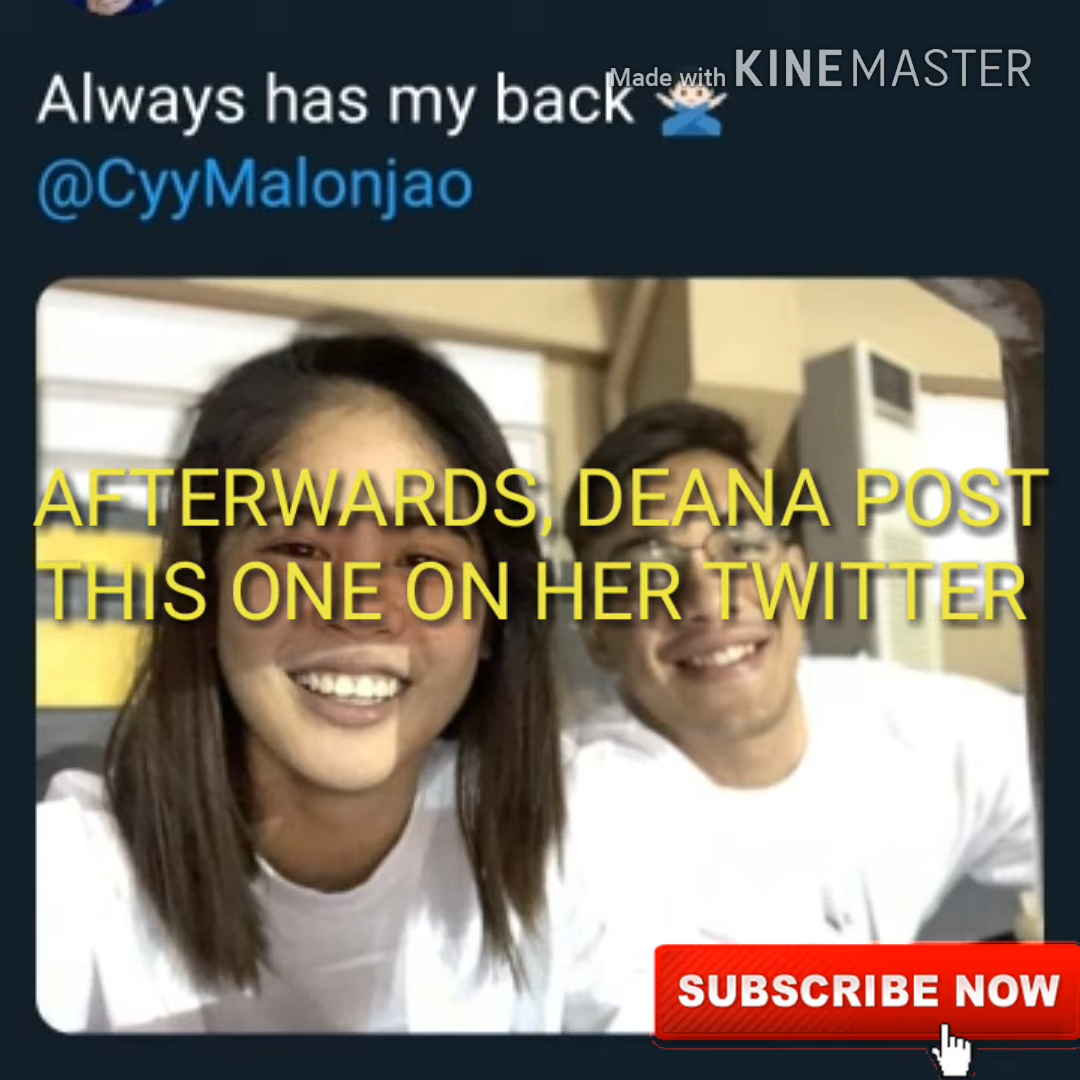 Made with KINEMASTER
Always has my back 🙅🏻‍♂️
@CyyMalonjao
AFTERWARDS, DEANA POST
THIS ONE ON HER TWITTER
SUBSCRIBE NOW